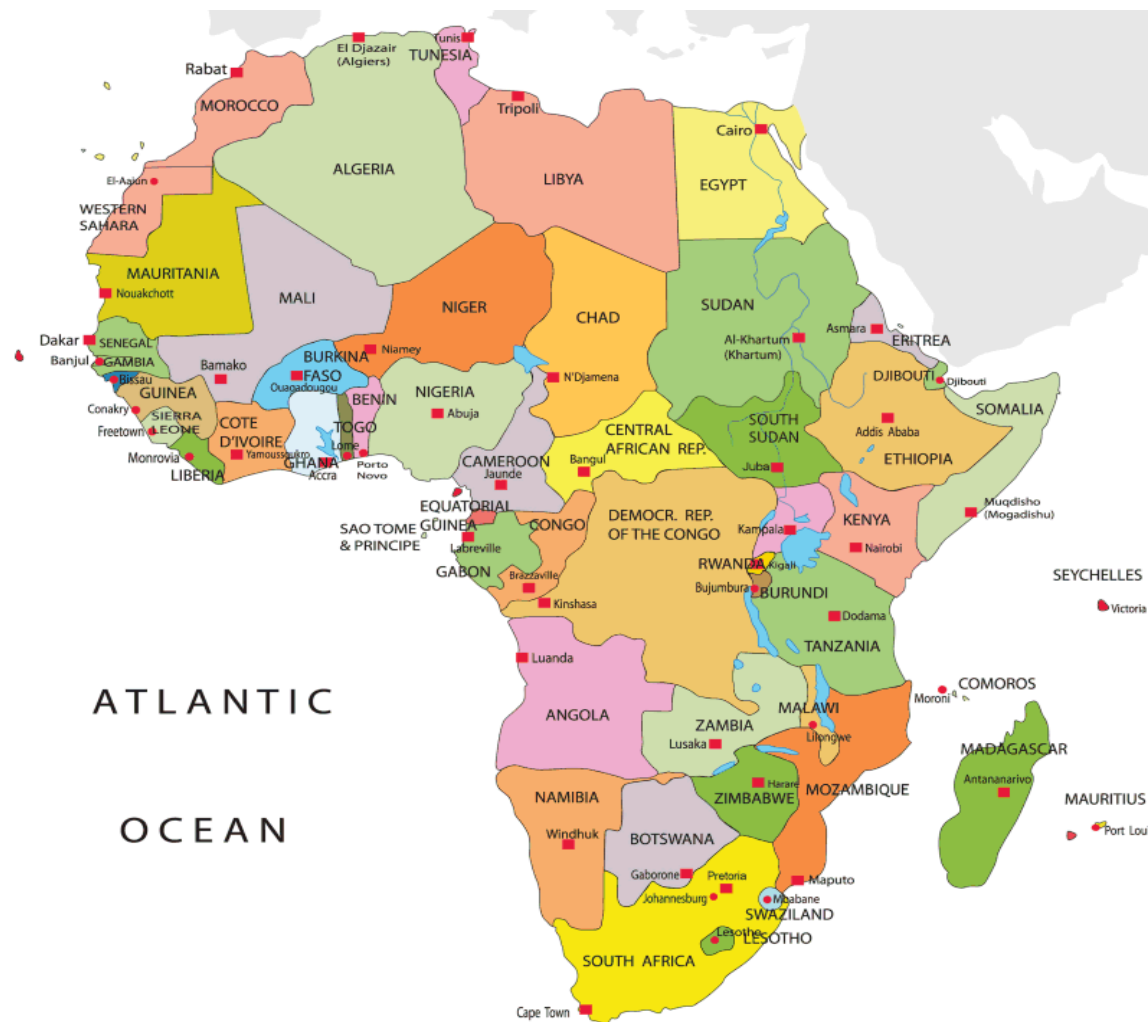 El Djazair
(Algiers)
Tunis
TUNESIA
Rabat
MOROCCO
Tripoli
Cairo
ALGERIA
LIBYA
EGYPT
El-Aaiun
WESTERN
SAHARA
MAURITANIA
Nouakchott
MALI
NIGER
CHAD
SUDAN
Al-Khartum
(Khartum)
Asmara
ERITREA
Dakar
SENEGAL
Banjul
GAMBIA
Bissau
GUINEA
Bamako
BURKINA
FASO
Ouagadougou
Niamey
N'Djamena
NIGERIA
Abuja
BENIN
TOGO
Lome
Porto
Novo
DJIBOUTI
Djibouti
SOMALIA
Addis Ababa
ETHIOPIA
Conakry
SIERRA
LEONE
Freetown
Monrovia
LIBERIA
COTE
D'IVOIRE
Yamoussoukro
GHANA
Accra
CENTRAL
AFRICAN REP.
Bangul
SOUTH
SUDAN
Juba
CAMEROON
Jaunde
EQUATORIAL
GUINEA
SAO TOME
& PRINCIPE
Labreville
GABON
CONGO
Brazzaville
Kinshasa
DEMOCR. REP.
OF THE CONGO
Kampala
KENYA
Nairobi
Muqdisho
(Mogadishu)
RWANDA
Kigali
Bujumbura
BURUNDI
Dodama
TANZANIA
SEYCHELLES
Victoria
Luanda
ANGOLA
ZAMBIA
Lusaka
MALAWI
Lilongwe
Moroni
COMOROS
MADAGASCAR
Antananarivo
MAURITIUS
Port Loui
ATLANTIC
OCEAN
NAMIBIA
Windhuk
BOTSWANA
Gaborone
ZIMBABWE
Harare
MOZAMBIQUE
Maputo
Pretoria
Johannesburg
Mbabane
SWAZILAND
Lesotho
LESOTHO
SOUTH AFRICA
Cape Town